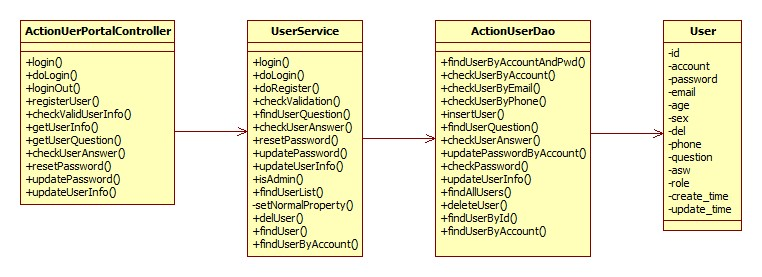 ActionUerPortalController
+login()
+doLogin()
+loginOut()
+registerUser()
+checkValidUserInfo()
+getUserInfo()
+getUserQuestion()
+checkUserAnswer()
+resetPassword()
+updatePassword()
+updateUserInfo()
UserService
+login()
+doLogin()
+doRegister()
+checkValidation()
+findUserQuestion()
+checkUserAnswer()
+resetPassword()
+updatePassword()
+updateUserInfo()
+isAdmin()
+findUserList()
-setNormalProperty()
+delUser()
+findUser()
+findUserByAccount()
ActionUerDao
+findUserByAccountAndPwd()
+checkUserByAccount()
+checkUserByEmail()
+checkUserByPhone()
+insertUser()
+findUserQuestion()
+checkUserAnswer()
+updatePasswordByAccount()
+checkPassword()
+updateUserInfo()
+findAllUsers()
+deleteUser()
+findUserById()
+findUserByAccount()
User
-id
-account
-password
-email
-age
-sex
-del
-phone
-question
-asw
-role
-create_time
-update_time